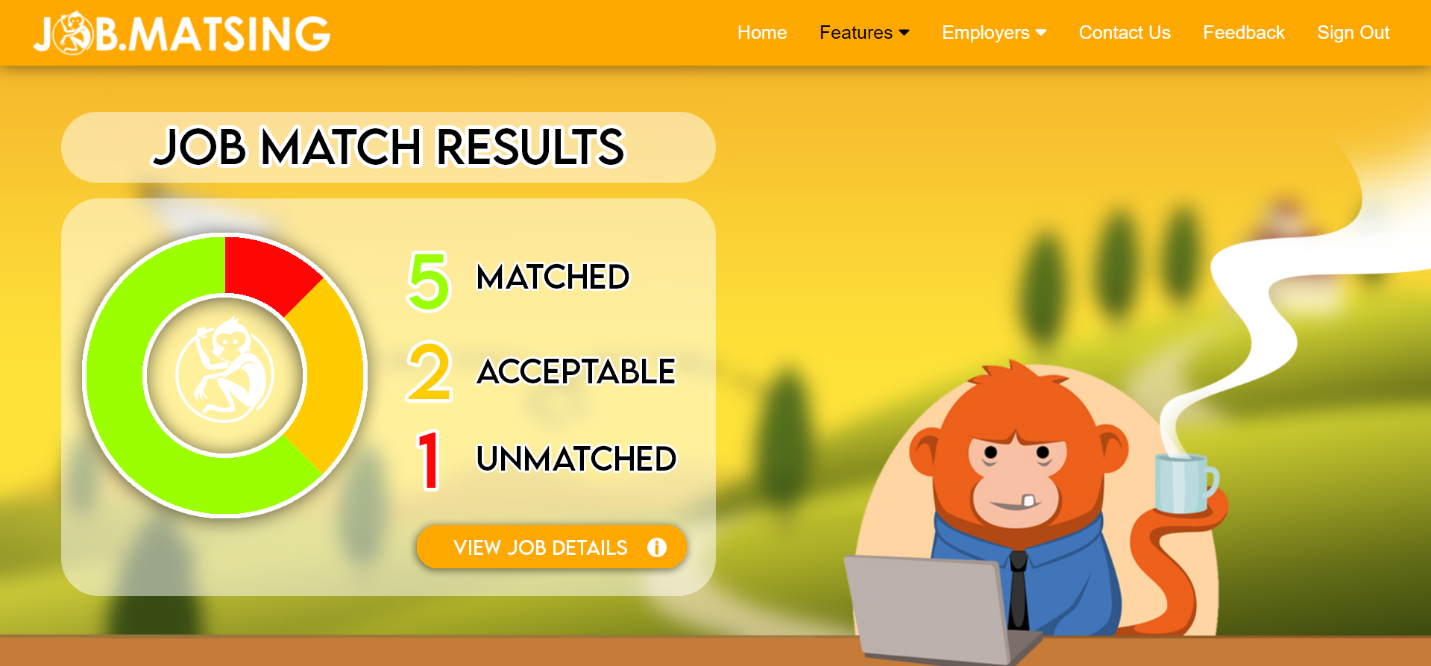 JOB.MATSING
Home Features Employers Contact Us Feedback Sign Out
JOB MATCH RESULTS
5 MATCHED
2 ACCEPTABLE
1 UNMATCHED
VIEW JOB DETAILS i